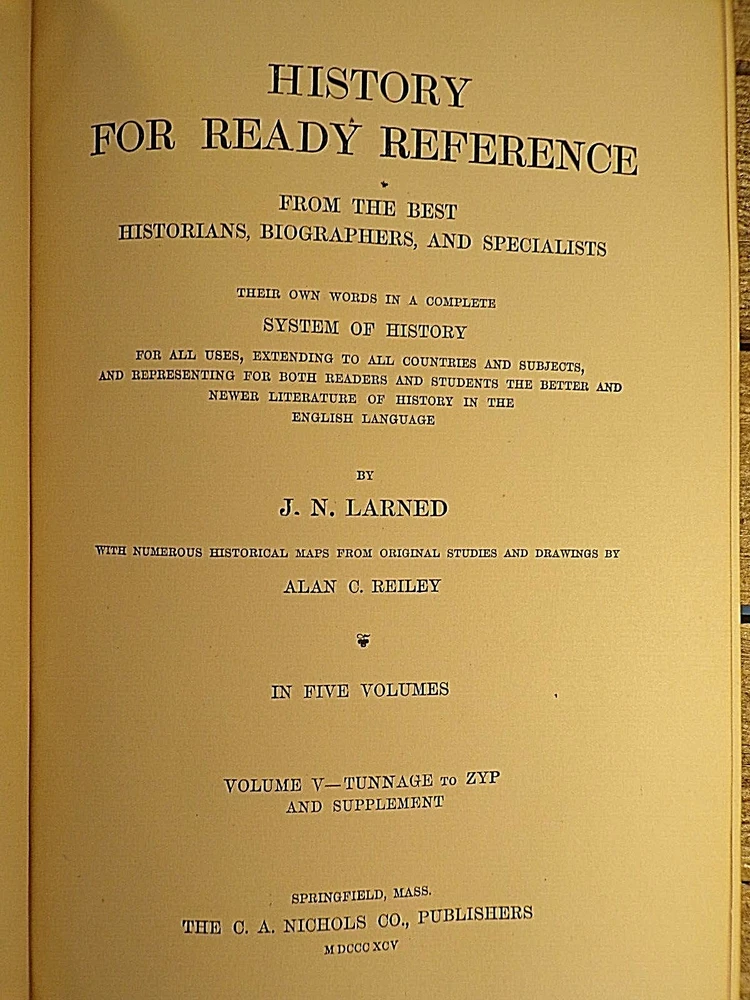 HISTORY
FOR READY REFERENCE
FROM THE BEST
HISTORIANS, BIOGRAPHERS, AND SPECIALISTS
THEIR OWN WORDS IN A COMPLETE
SYSTEM OF HISTORY
FOR ALL USES, EXTENDING TO ALL COUNTRIES AND SUBJECTS,
AND REPRESENTING FOR BOTH READERS AND STUDENTS THE BETTER AND
NEWER LITERATURE OF HISTORY IN THE
ENGLISH LANGUAGE
BY
J. N. LARNED
WITH NUMEROUS HISTORICAL MAPS FROM ORIGINAL STUDIES AND DRAWINGS BY
ALAN C. REILEY
IN FIVE VOLUMES
VOLUME V—TUNNAGE TO ZYP
AND SUPPLEMENT
SPRINGFIELD, MASS.
THE C. A. NICHOLS CO., PUBLISHERS
MDCCCXCV